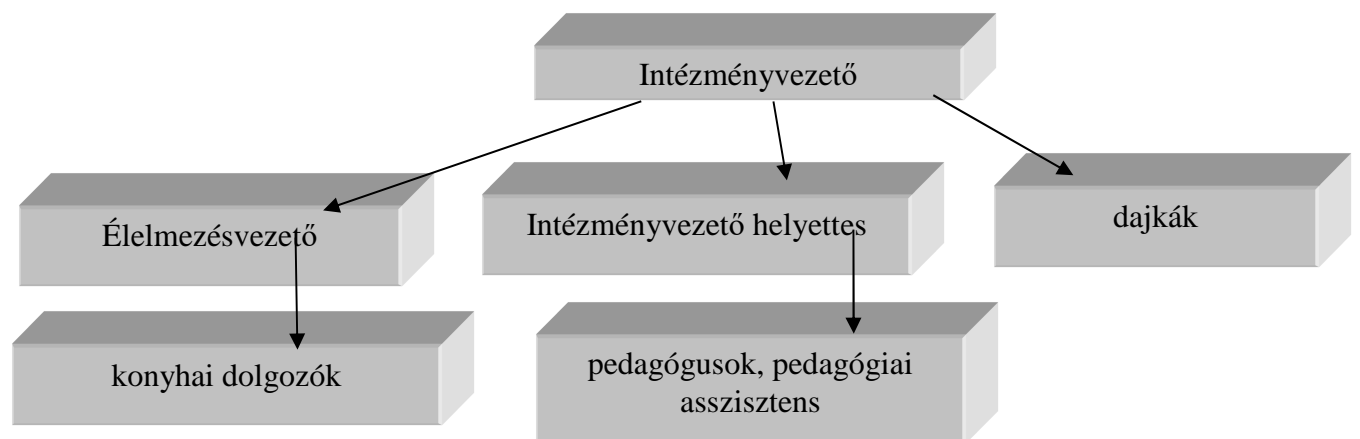 Intézményvezető
Élelmezésvezető
Intézményvezető helyettes
dajkák
konyhai dolgozók
pedagógusok, pedagógiai
asszisztens